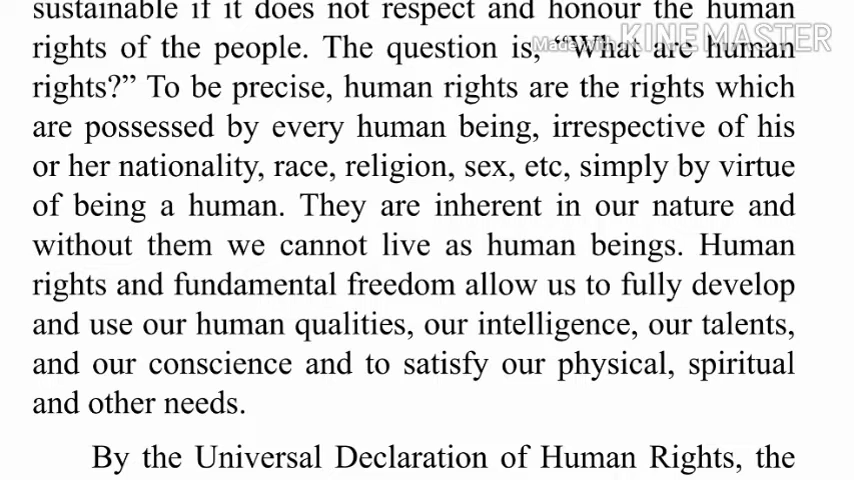 sustainable if it does not respect and honour the human
rights of the people. The question is, “What are human
Made with KINEMASTER
rights?” To be precise, human rights are the rights which
are possessed by every human being, irrespective of his
or her nationality, race, religion, sex, etc, simply by virtue
of being a human. They are inherent in our nature and
without them we cannot live as human beings. Human
rights and fundamental freedom allow us to fully develop
and use our human qualities, our intelligence, our talents,
and our conscience and to satisfy our physical, spiritual
and other needs.
By the Universal Declaration of Human Rights, the